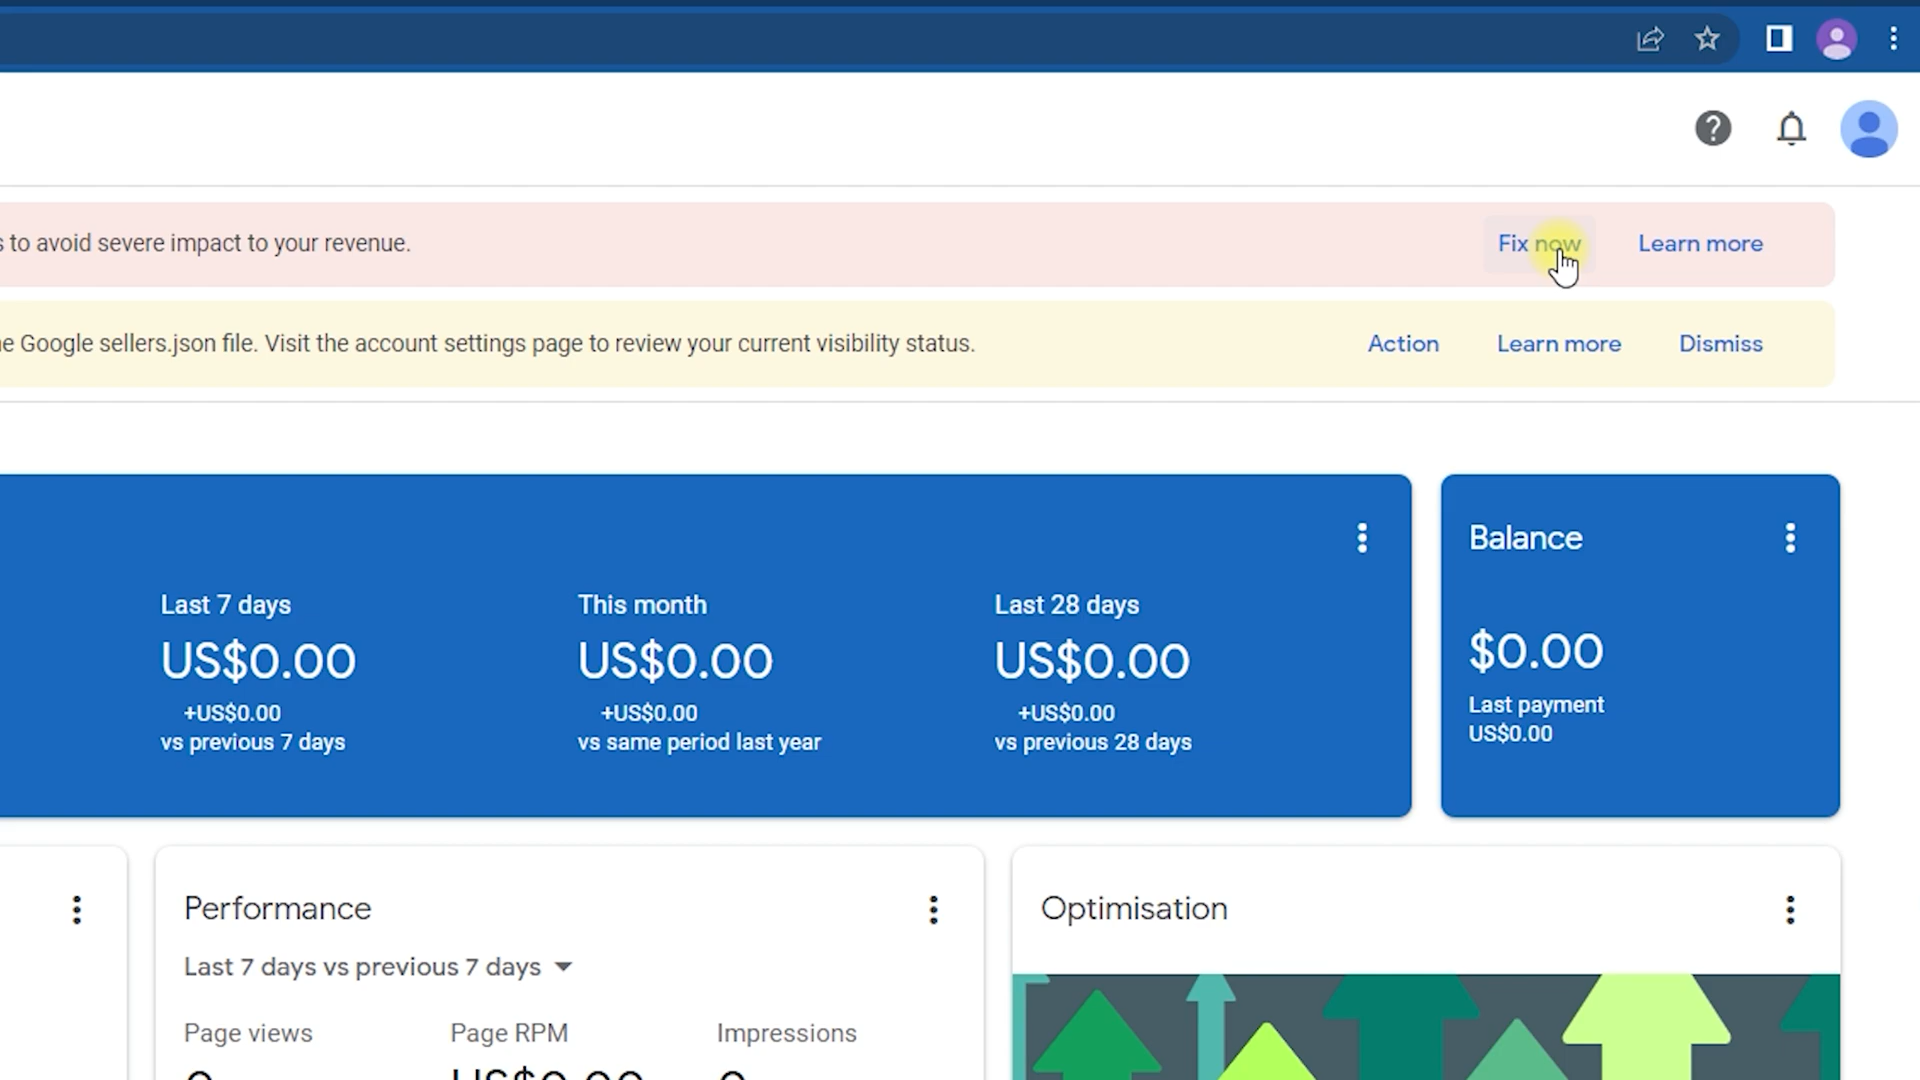 s to avoid severe impact to your revenue. Fix now Learn more
e Google sellers.json file. Visit the account settings page to review your current visibility status. Action Learn more Dismiss
Last 7 days
US$0.00
+US$0.00
vs previous 7 days
This month
US$0.00
+US$0.00
vs same period last year
Last 28 days
US$0.00
+US$0.00
vs previous 28 days
Balance
$0.00
Last payment
US$0.00
Performance
Last 7 days vs previous 7 days
Page views Page RPM Impressions
Optimisation